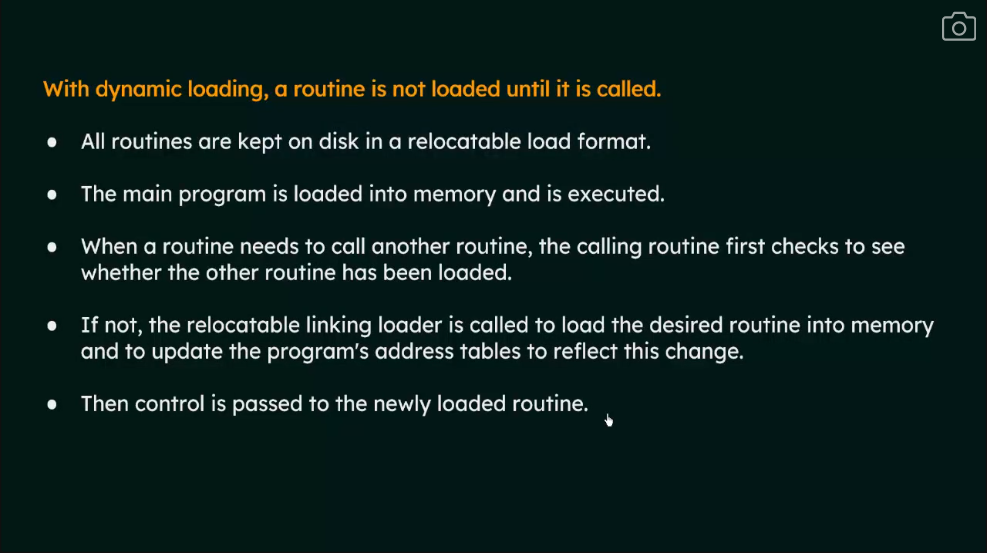 With dynamic loading, a routine is not loaded until it is called.
● All routines are kept on disk in a relocatable load format.
● The main program is loaded into memory and is executed.
● When a routine needs to call another routine, the calling routine first checks to see
whether the other routine has been loaded.
● If not, the relocatable linking loader is called to load the desired routine into memory
and to update the program's address tables to reflect this change.
● Then control is passed to the newly loaded routine.